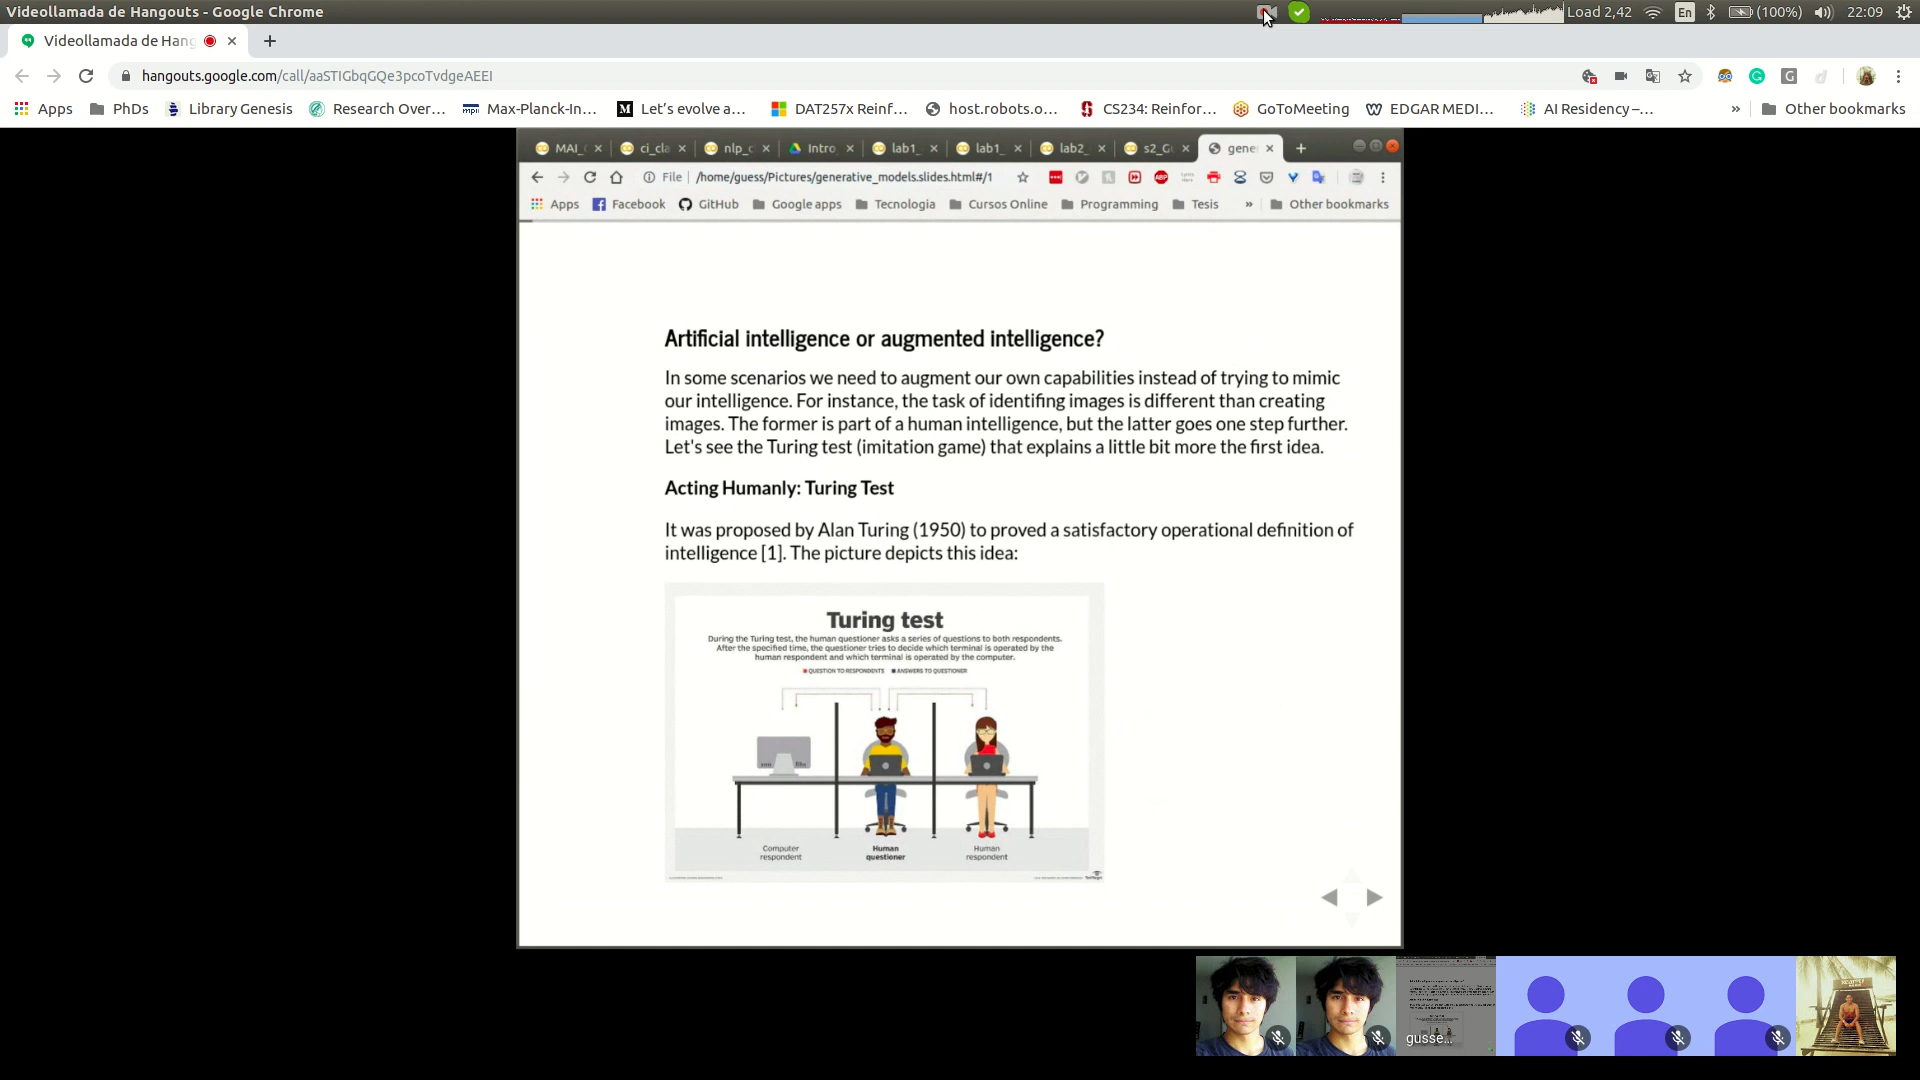 Videollamada de Hangouts - Google Chrome
Load 2,42
En
(100%)
22:09
Videollamada de Hang
hangouts.google.com/call/aaSTIGbqGQe3pcoTvdgeAEEI
Apps
PhDs
Library Genesis
Research Over...
Max-Planck-In...
Let's evolve a...
DAT257x Reinf...
host.robots.o...
CS234: Reinfor...
GoToMeeting
EDGAR MEDI...
AI Residency –...
»
Other bookmarks
MAI_
ci_cla
nlp_c
Intro
lab1_
lab1_
lab2_
s2_G
gene
File
/home/guess/Pictures/generative_models.slides.html#/1
Apps
Facebook
GitHub
Google apps
Tecnologia
Cursos Online
Programming
Tesis
»
Other bookmarks
Artificial intelligence or augmented intelligence?
In some scenarios we need to augment our own capabilities instead of trying to mimic
our intelligence. For instance, the task of identifing images is different than creating
images. The former is part of a human intelligence, but the latter goes one step further.
Let's see the Turing test (imitation game) that explains a little bit more the first idea.
Acting Humanly: Turing Test
It was proposed by Alan Turing (1950) to proved a satisfactory operational definition of
intelligence [1]. The picture depicts this idea:
Turing test
During the Turing test, the human questioner asks a series of questions to both respondents.
After the specified time, the questioner tries to decide which terminal is operated by the
human respondent and which terminal is operated by the computer.
QUESTION TO RESPONDENTS
ANSWERS TO QUESTIONER
Computer
respondent
Human
questioner
Human
respondent
gusse...